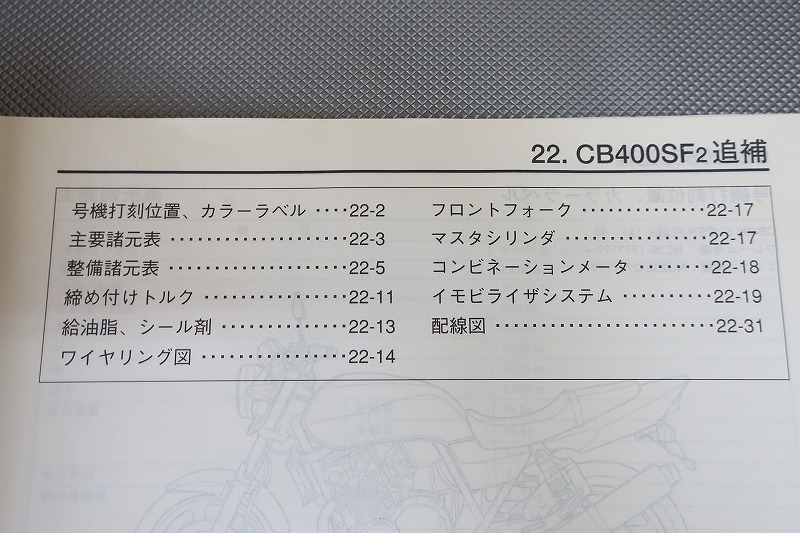 22. CB400SF2 追補
号機打刻位置、カラーラベル ････22-2
主要諸元表 ･････････････････22-3
整備諸元表 ･････････････････22-5
締め付けトルク ･･････････････22-11
給油脂、シール剤 ････････････22-13
ワイヤリング図 ･･････････････22-14
フロントフォーク ･････････････22-17
マスタシリンダ ･･････････････22-17
コンビネーションメータ ････････22-18
イモビライザシステム ･････････22-19
配線図 ･･･････････････････22-31